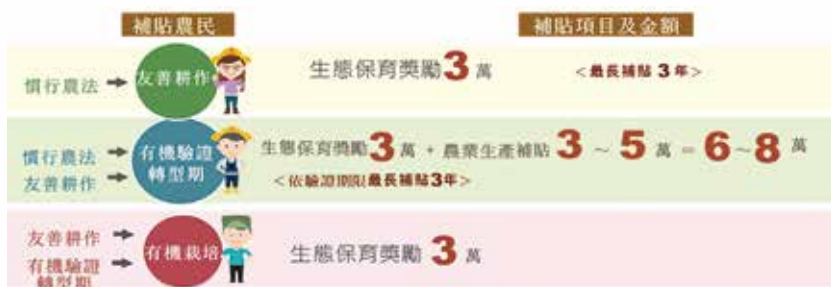 補貼農民 補貼項目及金額
慣行農法 友善耕作 生態保育獎勵3萬 <最長補貼3年>
慣行農法 有機驗證 生態保育獎勵3萬 + 農業生產補貼3～5萬 = 6～8萬
友善耕作 轉型期 <依驗證期限最長補貼3年>
友善耕作 有機栽培 生態保育獎勵3萬
有機驗證
轉型期